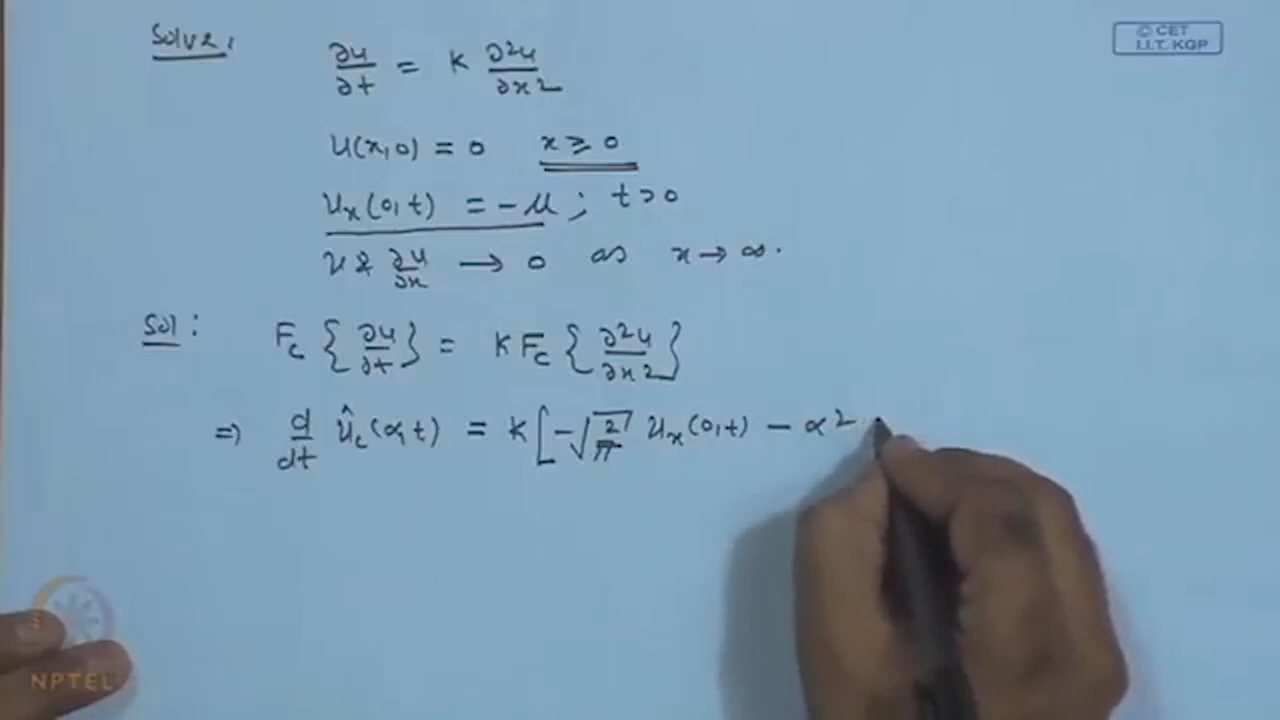 Solve:
∂u/∂t = K ∂²u/∂x²
© CET
I.I.T. KGP
u(x,0) = 0 x ≥ 0
u_x(0,t) = -μ ; t>0
u & ∂u/∂x → 0 as x → ∞.
Sol:
F_c { ∂u/∂t } = K F_c { ∂²u/∂x² }
⇒ d/dt û_c(α,t) = K [ -√(2/π) u_x(0,t) - α²
NPTEL